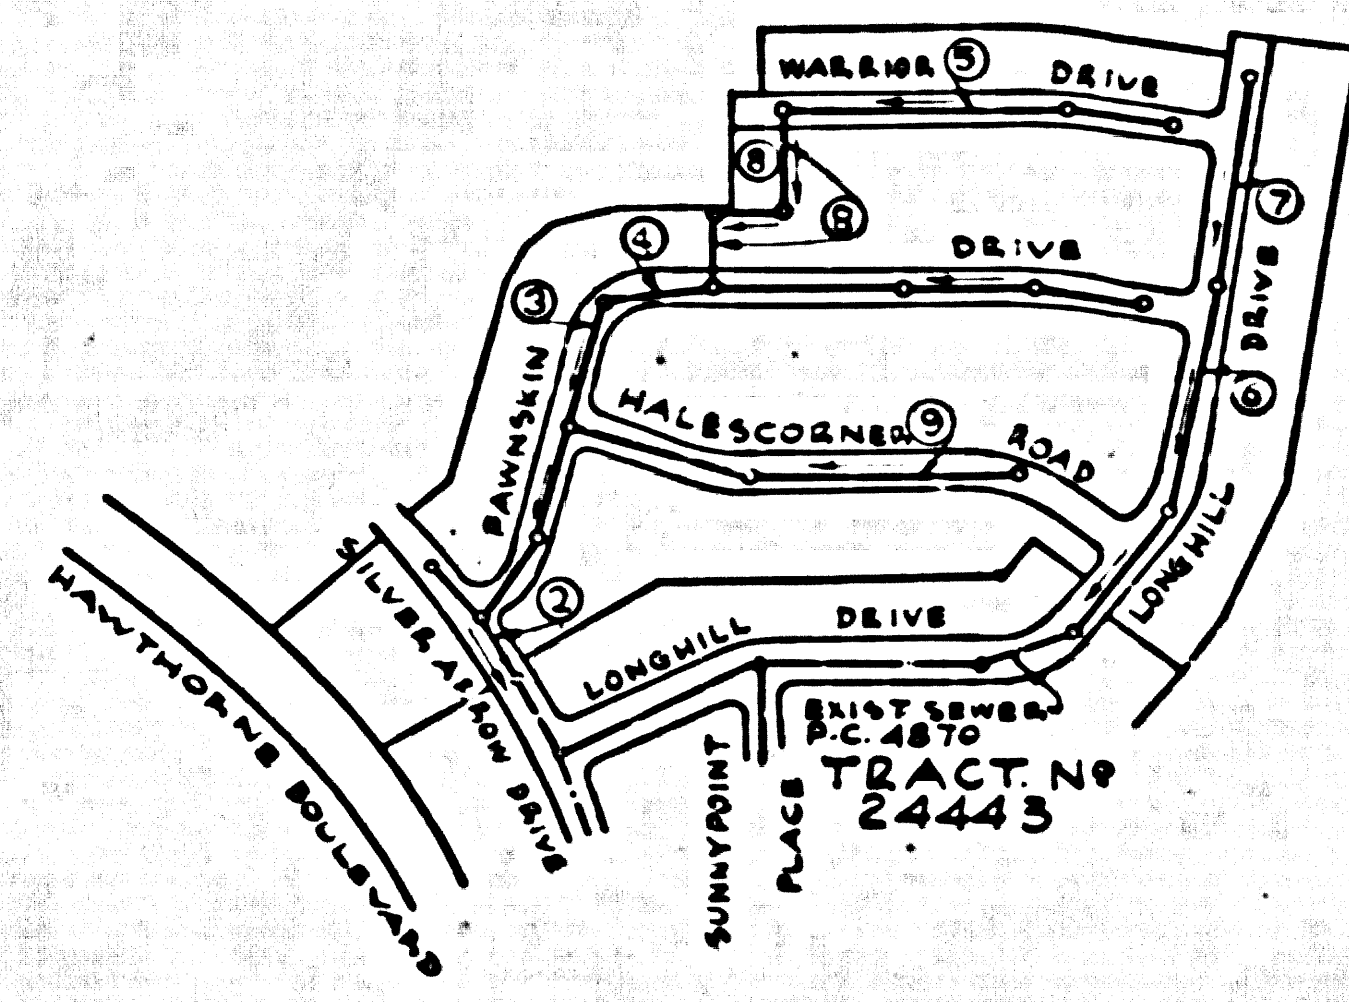 WARRIOR DRIVE
5
8
8
7
4
DRIVE
3
DRIVE
6
PAWNSKIN
HALESCORNER ROAD
9
LONGHILL
2
SILVER ARROW DRIVE
LONGHILL DRIVE
HAWTHORNE BOULEVARD
EXIST SEWER
P.C. 4870
TRACT. Nº
24443
SUNNYPOINT
PLACE